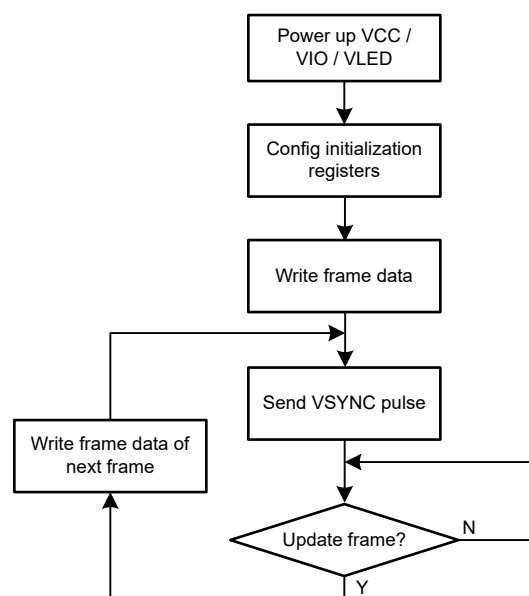 Power up VCC /
VIO / VLED
Config initialization
registers
Write frame data
Send VSYNC pulse
Write frame data of
next frame
Update frame?
N
Y